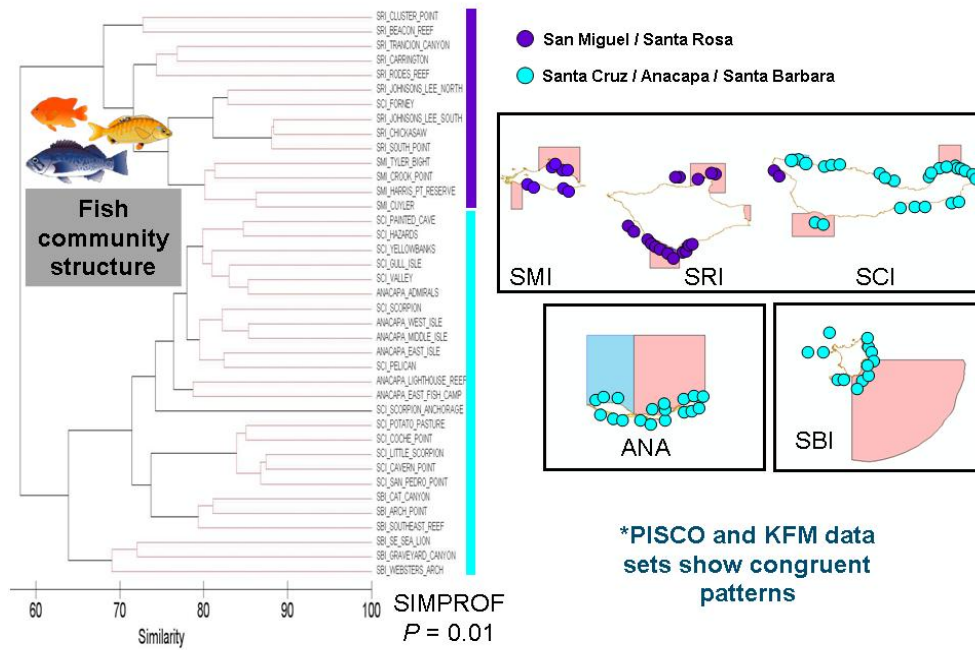 SRI_CLUSTER_POINT
SRI_BEACON_REEF
SRI_TRANCION_CANYON
SRI_CARRINGTON
SRI_RODES_REEF
SRI_JOHNSONS_LEE_NORTH
SCI_FORNEY
SRI_JOHNSONS_LEE_SOUTH
SRI_CHICKASAW
SRI_SOUTH_POINT
SMI_TYLER_BIGHT
SMI_CROOK_POINT
SMI_HARRIS_PT_RESERVE
SMI_CUYLER
SCI_PAINTED_CAVE
SCI_HAZARDS
SCI_YELLOWBANKS
SCI_GULL_ISLE
SCI_VALLEY
ANACAPA_ADMIRALS
SCI_SCORPION
ANACAPA_WEST_ISLE
ANACAPA_MIDDLE_ISLE
ANACAPA_EAST_ISLE
SCI_PELICAN
ANACAPA_LIGHTHOUSE_REEF
ANACAPA_EAST_FISH_CAMP
SCI_SCORPION_ANCHORAGE
SCI_POTATO_PASTURE
SCI_COCHE_POINT
SCI_LITTLE_SCORPION
SCI_CAVERN_POINT
SCI_SAN_PEDRO_POINT
SBI_CAT_CANYON
SBI_ARCH_POINT
SBI_SOUTHEAST_REEF
SBI_SE_SEA_LION
SBI_GRAVEYARD_CANYON
SBI_WEBSTERS_ARCH
Fish
community
structure
60 70 80 90 100
Similarity
SIMPROF
P = 0.01
San Miguel / Santa Rosa
Santa Cruz / Anacapa / Santa Barbara
SMI SRI SCI
ANA
SBI
*PISCO and KFM data
sets show congruent
patterns